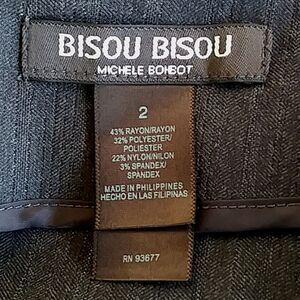 BISOU BISOU
MICHELE BOHBOT
2
43% RAYON/RAYON
32% POLYESTER/
POLIESTER
22% NYLON/NILON
3% SPANDEX/
SPANDEX
MADE IN PHILIPPINES
HECHO EN LAS FILIPINAS
RN 93677